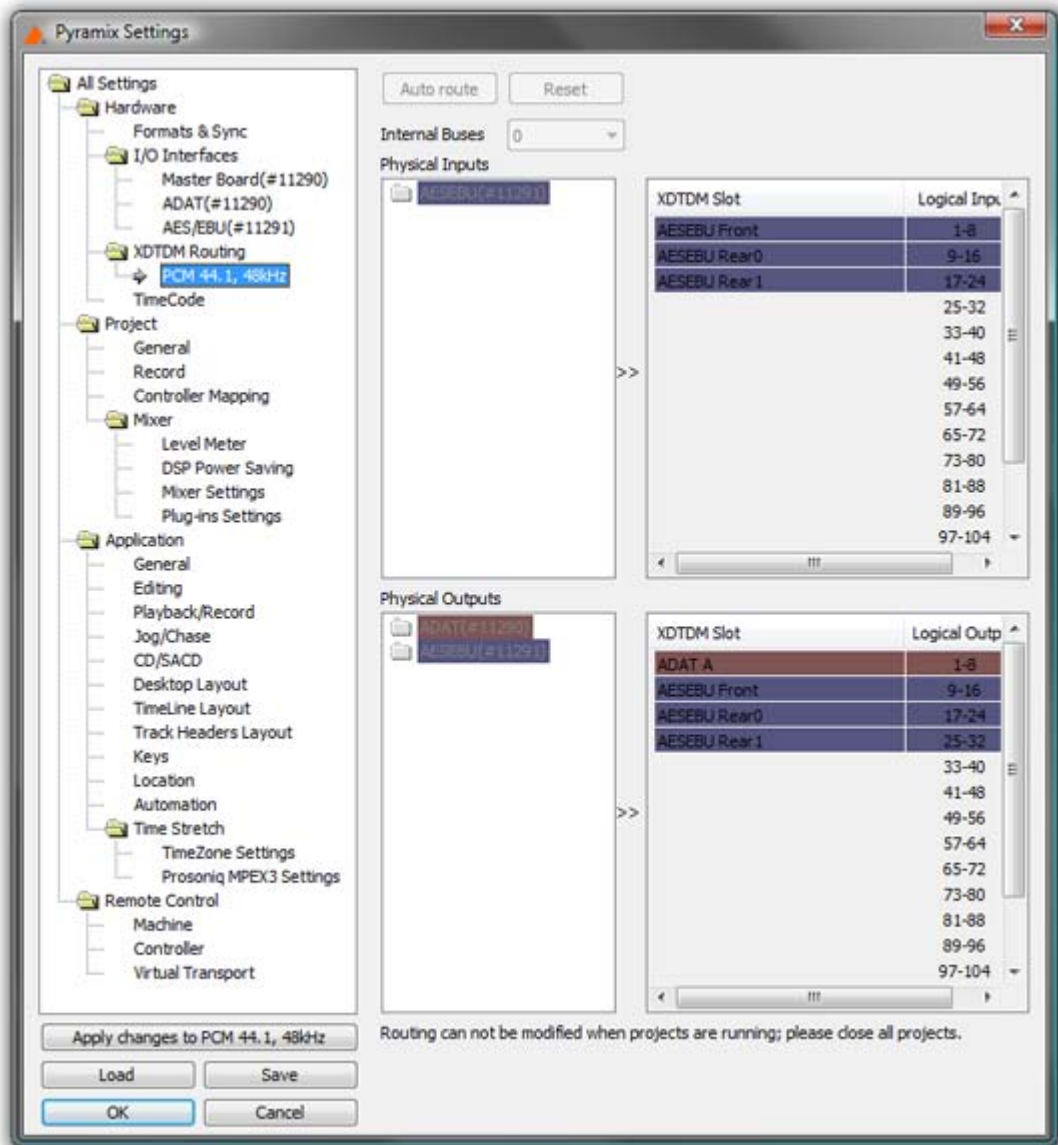 Pyramix Settings
All Settings
Hardware
Formats & Sync
I/O Interfaces
Master Board(#11290)
ADAT(#11290)
AES/EBU(#11291)
XDTDM Routing
PCM 44.1, 48kHz
TimeCode
Project
General
Record
Controller Mapping
Mixer
Level Meter
DSP Power Saving
Mixer Settings
Plug-ins Settings
Application
General
Editing
Playback/Record
Jog/Chase
CD/SACD
Desktop Layout
TimeLine Layout
Track Headers Layout
Keys
Location
Automation
Time Stretch
TimeZone Settings
Prosoniq MPEX3 Settings
Remote Control
Machine
Controller
Virtual Transport
Apply changes to PCM 44.1, 48kHz
Load Save
OK Cancel
Auto route Reset
Internal Buses 0
Physical Inputs
AESEBU(#11291)
>>
XDTDM Slot Logical Inpu
AESEBU Front 1-8
AESEBU Rear0 9-16
AESEBU Rear1 17-24
25-32
33-40
41-48
49-56
57-64
65-72
73-80
81-88
89-96
97-104
Physical Outputs
ADAT(#11290)
AESEBU(#11291)
>>
XDTDM Slot Logical Outp
ADAT A 1-8
AESEBU Front 9-16
AESEBU Rear0 17-24
AESEBU Rear1 25-32
33-40
41-48
49-56
57-64
65-72
73-80
81-88
89-96
97-104
Routing can not be modified when projects are running; please close all projects.